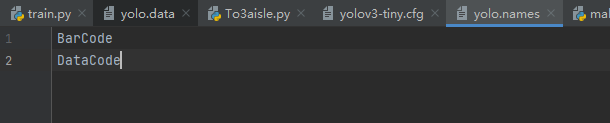 train.py yolo.data To3aisle.py yolov3-tiny.cfg yolo.names
1 BarCode
2 DataCode